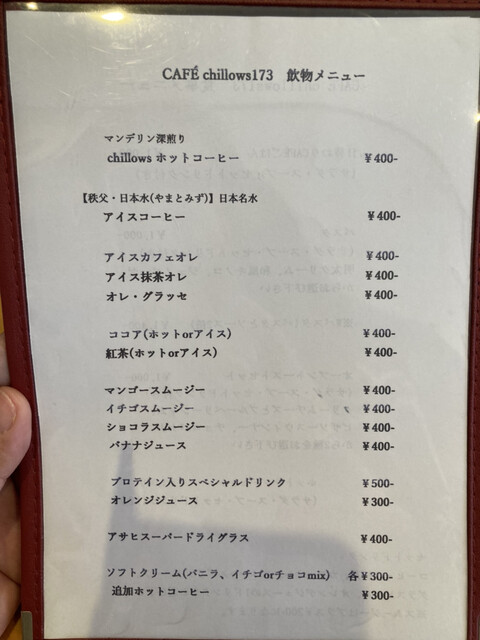 CAFÉ chillows173　飲物メニュー
マンデリン深煎り
chillows ホットコーヒー ¥400-
【秩父・日本水(やまとみず)】日本名水
アイスコーヒー ¥400-
アイスカフェオレ ¥400-
アイス抹茶オレ ¥400-
オレ・グラッセ ¥400-
ココア(ホットorアイス) ¥400-
紅茶(ホットorアイス) ¥400-
マンゴースムージー ¥400-
イチゴスムージー ¥400-
ショコラスムージー ¥400-
バナナジュース ¥400-
プロテイン入りスペシャルドリンク ¥500-
オレンジジュース ¥300-
アサヒスーパードライグラス ¥400-
ソフトクリーム(バニラ、イチゴorチョコmix) 各¥300-
追加ホットコーヒー ¥300-